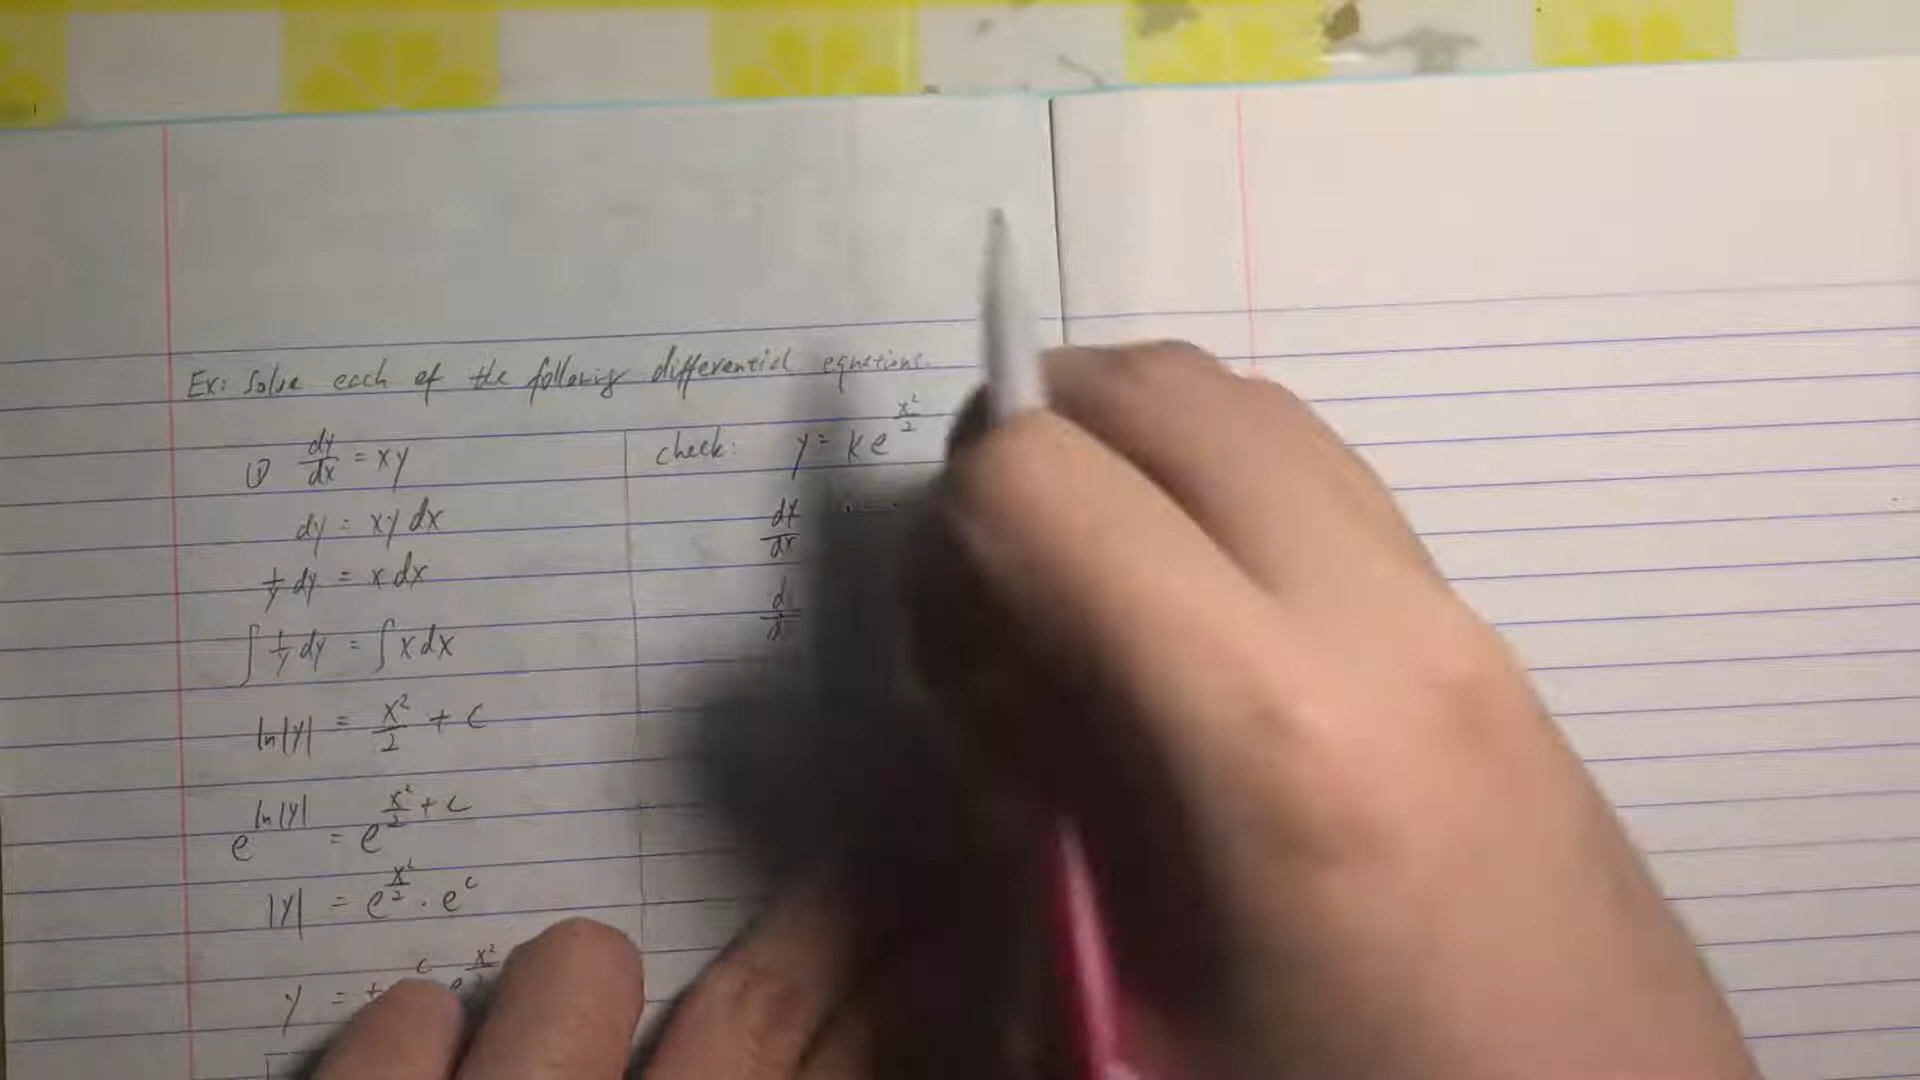 Ex: Solve each of the following differential equations.
① dy/dx = xy
dy = xy dx
1/y dy = x dx
∫ 1/y dy = ∫ x dx
ln|y| = x²/2 + c
e^(ln|y|) = e^(x²/2 + c)
|y| = e^(x²/2) · e^c
y = ±
check: y = k e^(x²/2)
dy/dx
d/d